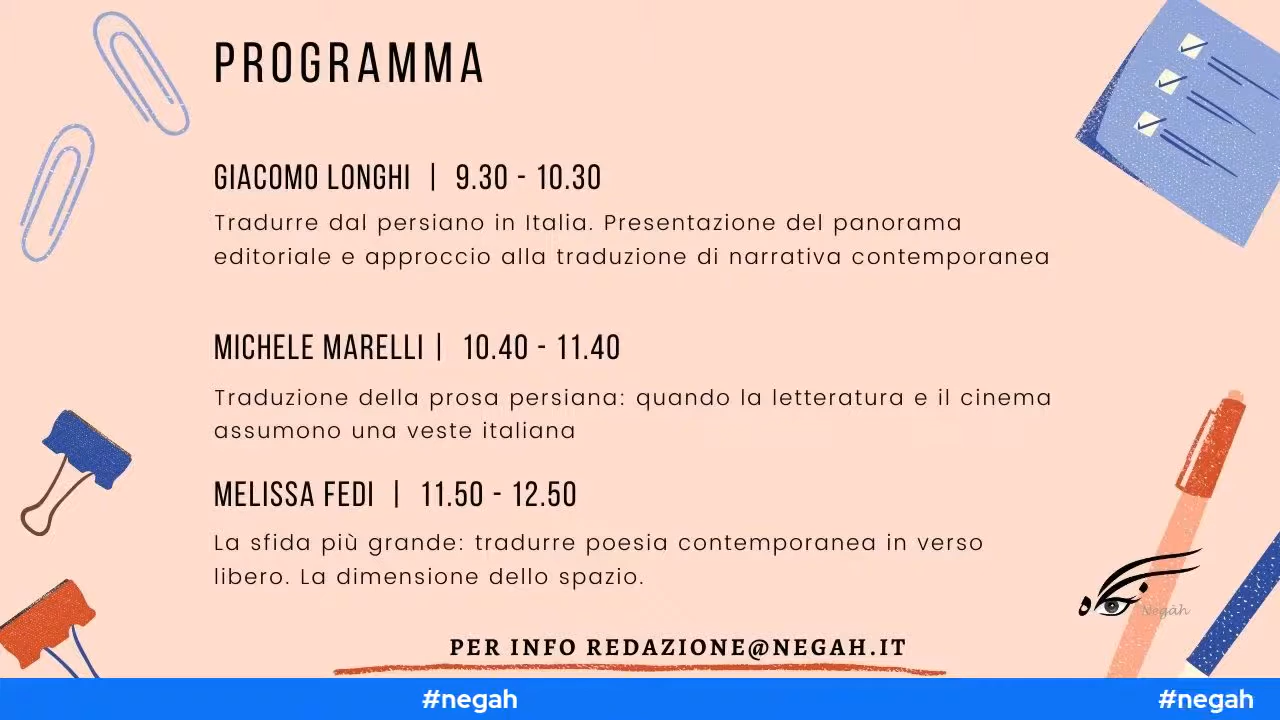 PROGRAMMA
GIACOMO LONGHI | 9.30 - 10.30
Tradurre dal persiano in Italia. Presentazione del panorama
editoriale e approccio alla traduzione di narrativa contemporanea
MICHELE MARELLI | 10.40 - 11.40
Traduzione della prosa persiana: quando la letteratura e il cinema
assumono una veste italiana
MELISSA FEDI | 11.50 - 12.50
La sfida più grande: tradurre poesia contemporanea in verso
libero. La dimensione dello spazio.
Negàh
PER INFO REDAZIONE@NEGAH.IT
#negah #negah